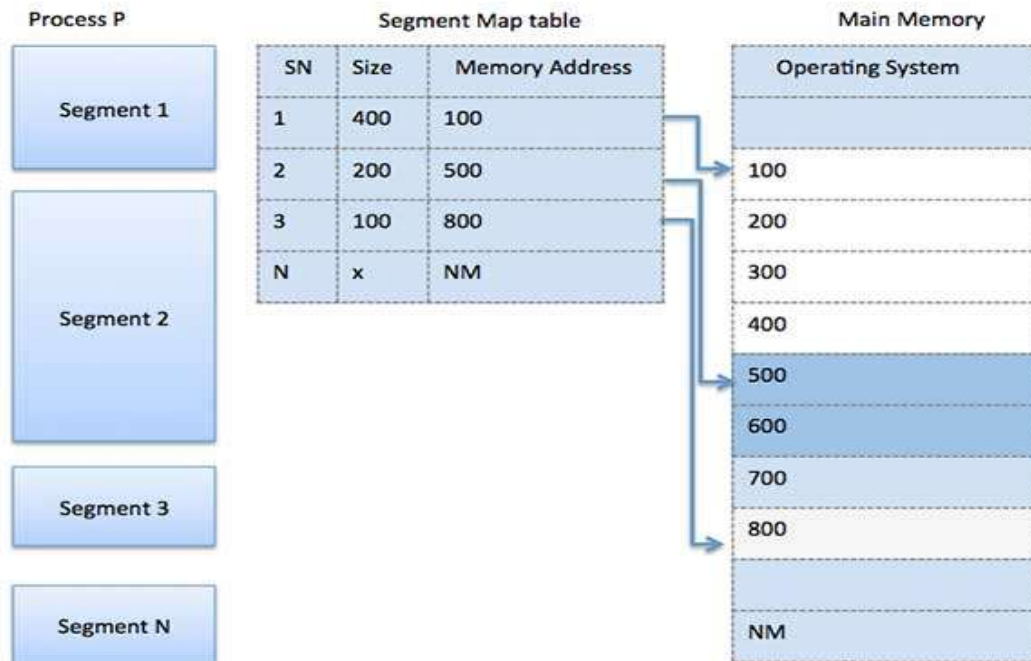 Process P
Segment 1
Segment 2
Segment 3
Segment N
Segment Map table
SN Size Memory Address
1 400 100
2 200 500
3 100 800
N x NM
Main Memory
Operating System
100
200
300
400
500
600
700
800
NM